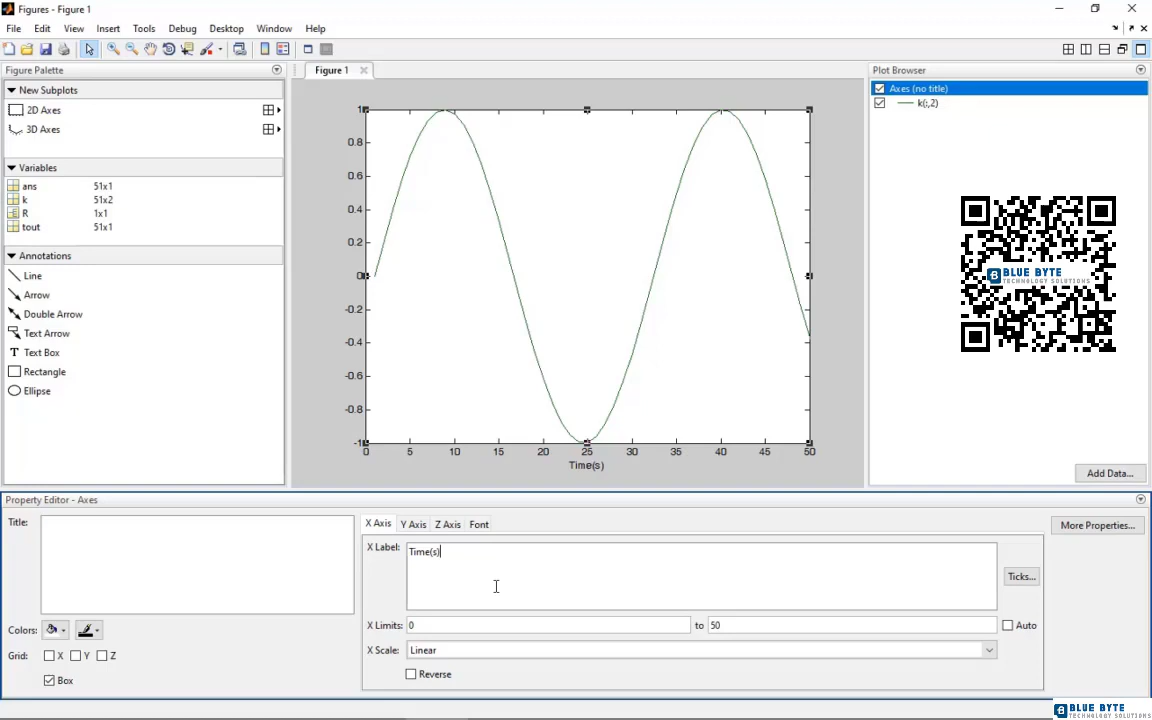 Figures - Figure 1
File Edit View Insert Tools Debug Desktop Window Help
Figure Palette
New Subplots
2D Axes
3D Axes
Variables
ans 51x1
k 51x2
R 1x1
tout 51x1
Annotations
Line
Arrow
Double Arrow
Text Arrow
T Text Box
Rectangle
Ellipse
Figure 1
1
0.8
0.6
0.4
0.2
0
-0.2
-0.4
-0.6
-0.8
-1
0 5 10 15 20 25 30 35 40 45 50
Time(s)
Plot Browser
Axes (no title)
k(:,2)
BLUE BYTE
TECHNOLOGY SOLUTIONS
Add Data...
Property Editor - Axes
Title:
Colors:
Grid: X Y Z
Box
X Axis Y Axis Z Axis Font
X Label: Time(s)
Ticks...
X Limits: 0 to 50 Auto
X Scale: Linear
Reverse
More Properties...
BLUE BYTE
TECHNOLOGY SOLUTIONS